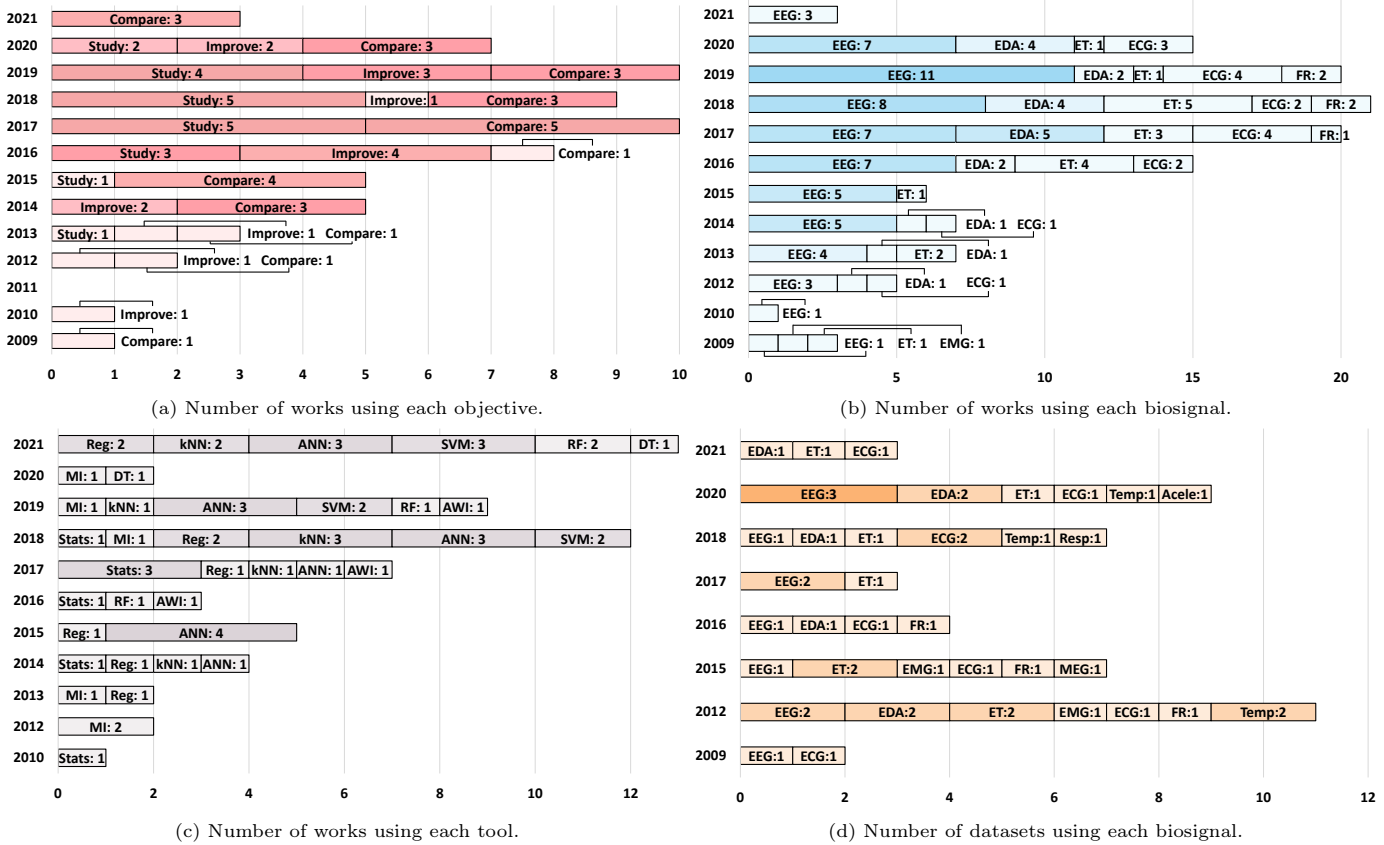 2021 Compare: 3
2020 Study: 2 Improve: 2 Compare: 3
2019 Study: 4 Improve: 3 Compare: 3
2018 Study: 5 Improve: 1 Compare: 3
2017 Study: 5 Compare: 5
2016 Study: 3 Improve: 4 Compare: 1
2015 Study: 1 Compare: 4
2014 Improve: 2 Compare: 3
2013 Study: 1 Improve: 1 Compare: 1
2012 Improve: 1 Compare: 1
2011
2010 Improve: 1
2009 Compare: 1
0 1 2 3 4 5 6 7 8 9 10
(a) Number of works using each objective.
2021 EEG: 3
2020 EEG: 7 EDA: 4 ET: 1 ECG: 3
2019 EEG: 11 EDA: 2 ET: 1 ECG: 4 FR: 2
2018 EEG: 8 EDA: 4 ET: 5 ECG: 2 FR: 2
2017 EEG: 7 EDA: 5 ET: 3 ECG: 4 FR: 1
2016 EEG: 7 EDA: 2 ET: 4 ECG: 2
2015 EEG: 5 ET: 1
2014 EEG: 5 EDA: 1 ECG: 1
2013 EEG: 4 ET: 2 EDA: 1
2012 EEG: 3 EDA: 1 ECG: 1
2010 EEG: 1
2009 EEG: 1 ET: 1 EMG: 1
0 5 10 15 20
(b) Number of works using each biosignal.
2021 Reg: 2 kNN: 2 ANN: 3 SVM: 3 RF: 2 DT: 1
2020 MI: 1 DT: 1
2019 MI: 1 kNN: 1 ANN: 3 SVM: 2 RF: 1 AWI: 1
2018 Stats: 1 MI: 1 Reg: 2 kNN: 3 ANN: 3 SVM: 2
2017 Stats: 3 Reg: 1 kNN: 1 ANN: 1 AWI: 1
2016 Stats: 1 RF: 1 AWI: 1
2015 Reg: 1 ANN: 4
2014 Stats: 1 Reg: 1 kNN: 1 ANN: 1
2013 MI: 1 Reg: 1
2012 MI: 2
2010 Stats: 1
0 2 4 6 8 10 12
(c) Number of works using each tool.
2021 EDA:1 ET:1 ECG:1
2020 EEG:3 EDA:2 ET:1 ECG:1 Temp:1 Acele:1
2018 EEG:1 EDA:1 ET:1 ECG:2 Temp:1 Resp:1
2017 EEG:2 ET:1
2016 EEG:1 EDA:1 ECG:1 FR:1
2015 EEG:1 ET:2 EMG:1 ECG:1 FR:1 MEG:1
2012 EEG:2 EDA:2 ET:2 EMG:1 ECG:1 FR:1 Temp:2
2009 EEG:1 ECG:1
0 2 4 6 8 10 12
(d) Number of datasets using each biosignal.